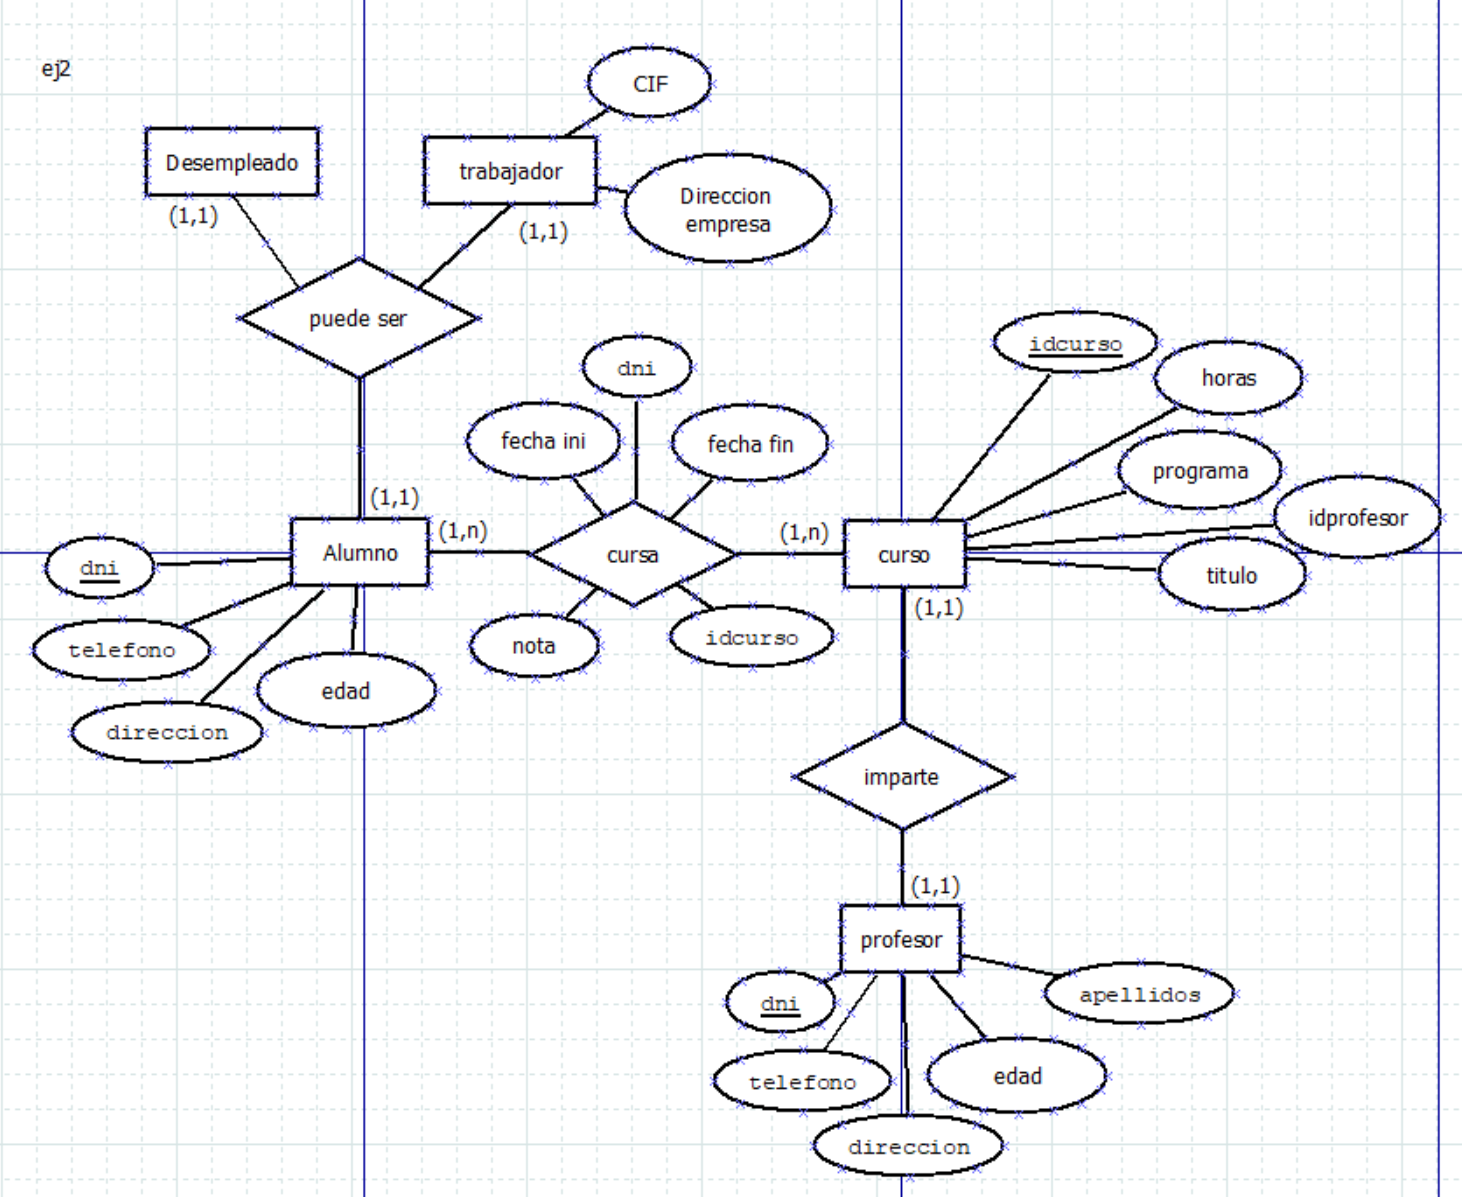 ej2
CIF
Desempleado
trabajador
Direccion
empresa
(1,1)
(1,1)
puede ser
idcurso
dni
horas
fecha ini
fecha fin
programa
(1,1)
(1,n)
(1,n)
idprofesor
Alumno
cursa
curso
dni
titulo
(1,1)
telefono
nota
idcurso
edad
direccion
imparte
(1,1)
profesor
dni
apellidos
telefono
edad
direccion